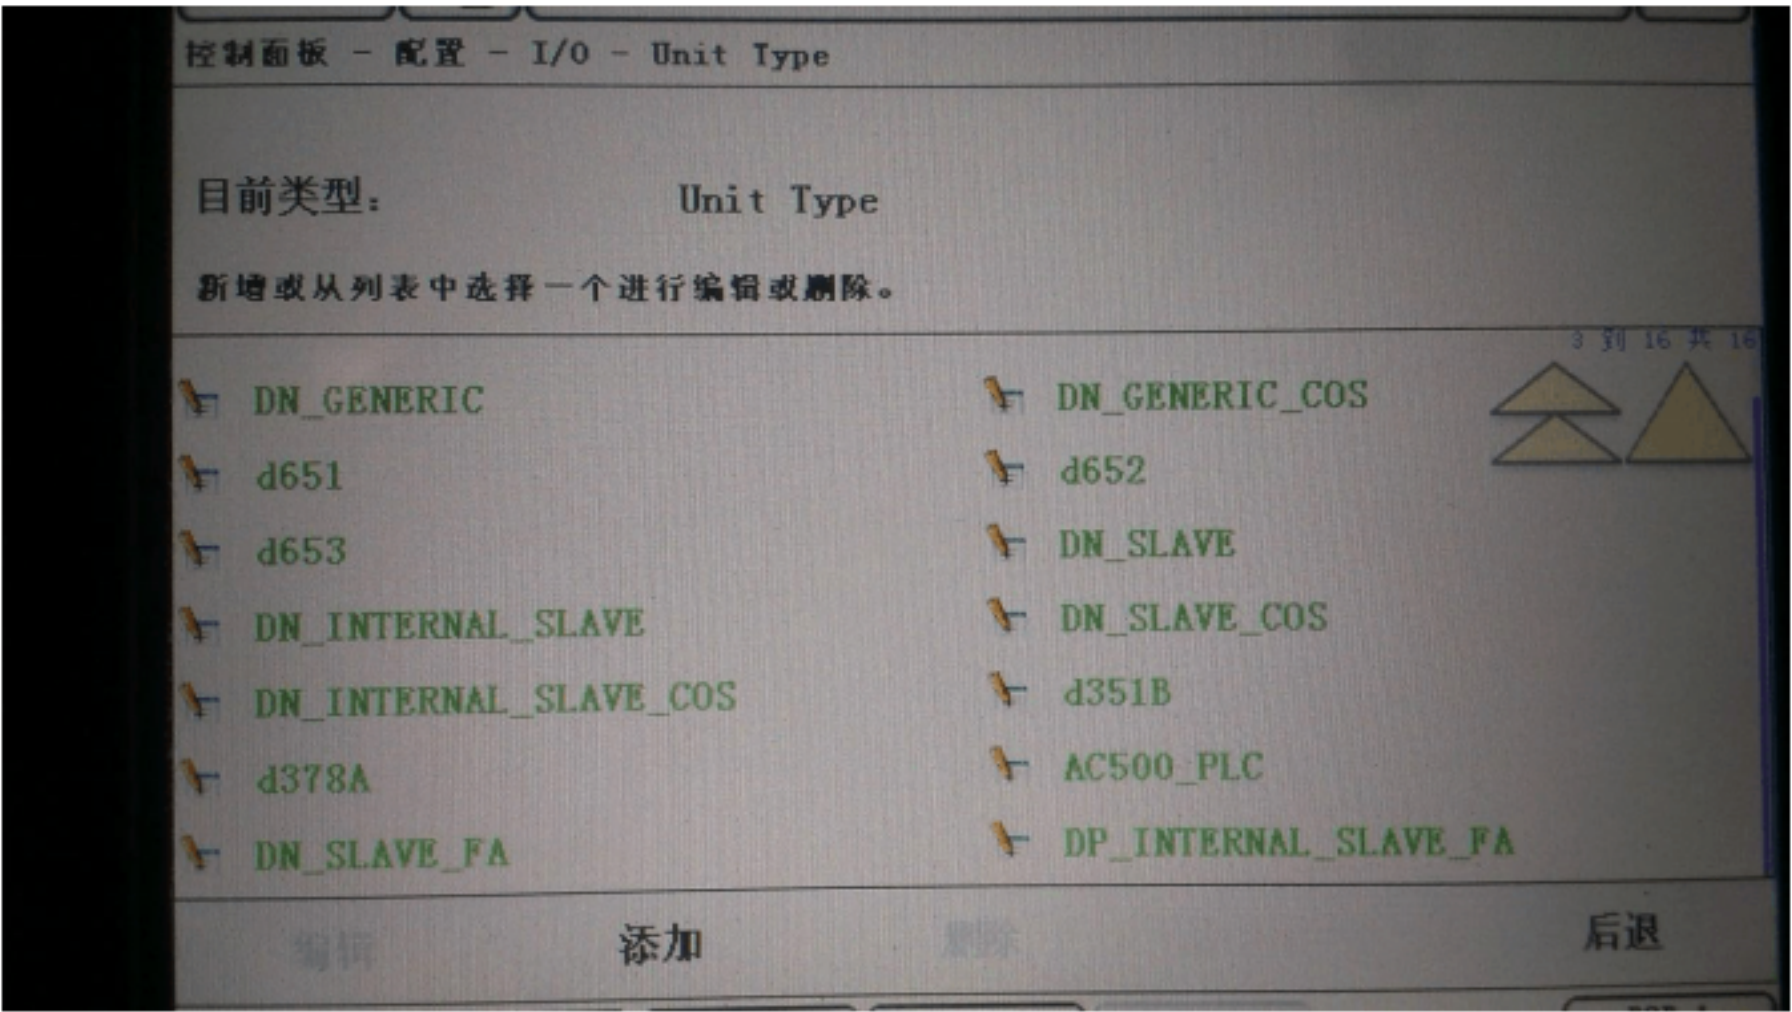 控制面板 - 配置 - I/O - Unit Type
目前类型： Unit Type
新增或从列表中选择一个进行编辑或删除。
3 到 16 共 16
DN_GENERIC DN_GENERIC_COS
d651 d652
d653 DN_SLAVE
DN_INTERNAL_SLAVE DN_SLAVE_COS
DN_INTERNAL_SLAVE_COS d351B
d378A AC500_PLC
DN_SLAVE_FA DP_INTERNAL_SLAVE_FA
编辑 添加 删除 后退